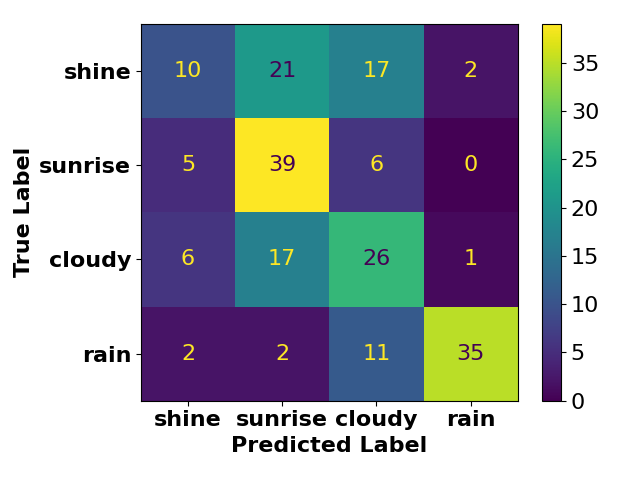 shine 10 21 17 2
sunrise 5 39 6 0
cloudy 6 17 26 1
rain 2 2 11 35
shine sunrise cloudy rain
Predicted Label
True Label
35
30
25
20
15
10
5
0